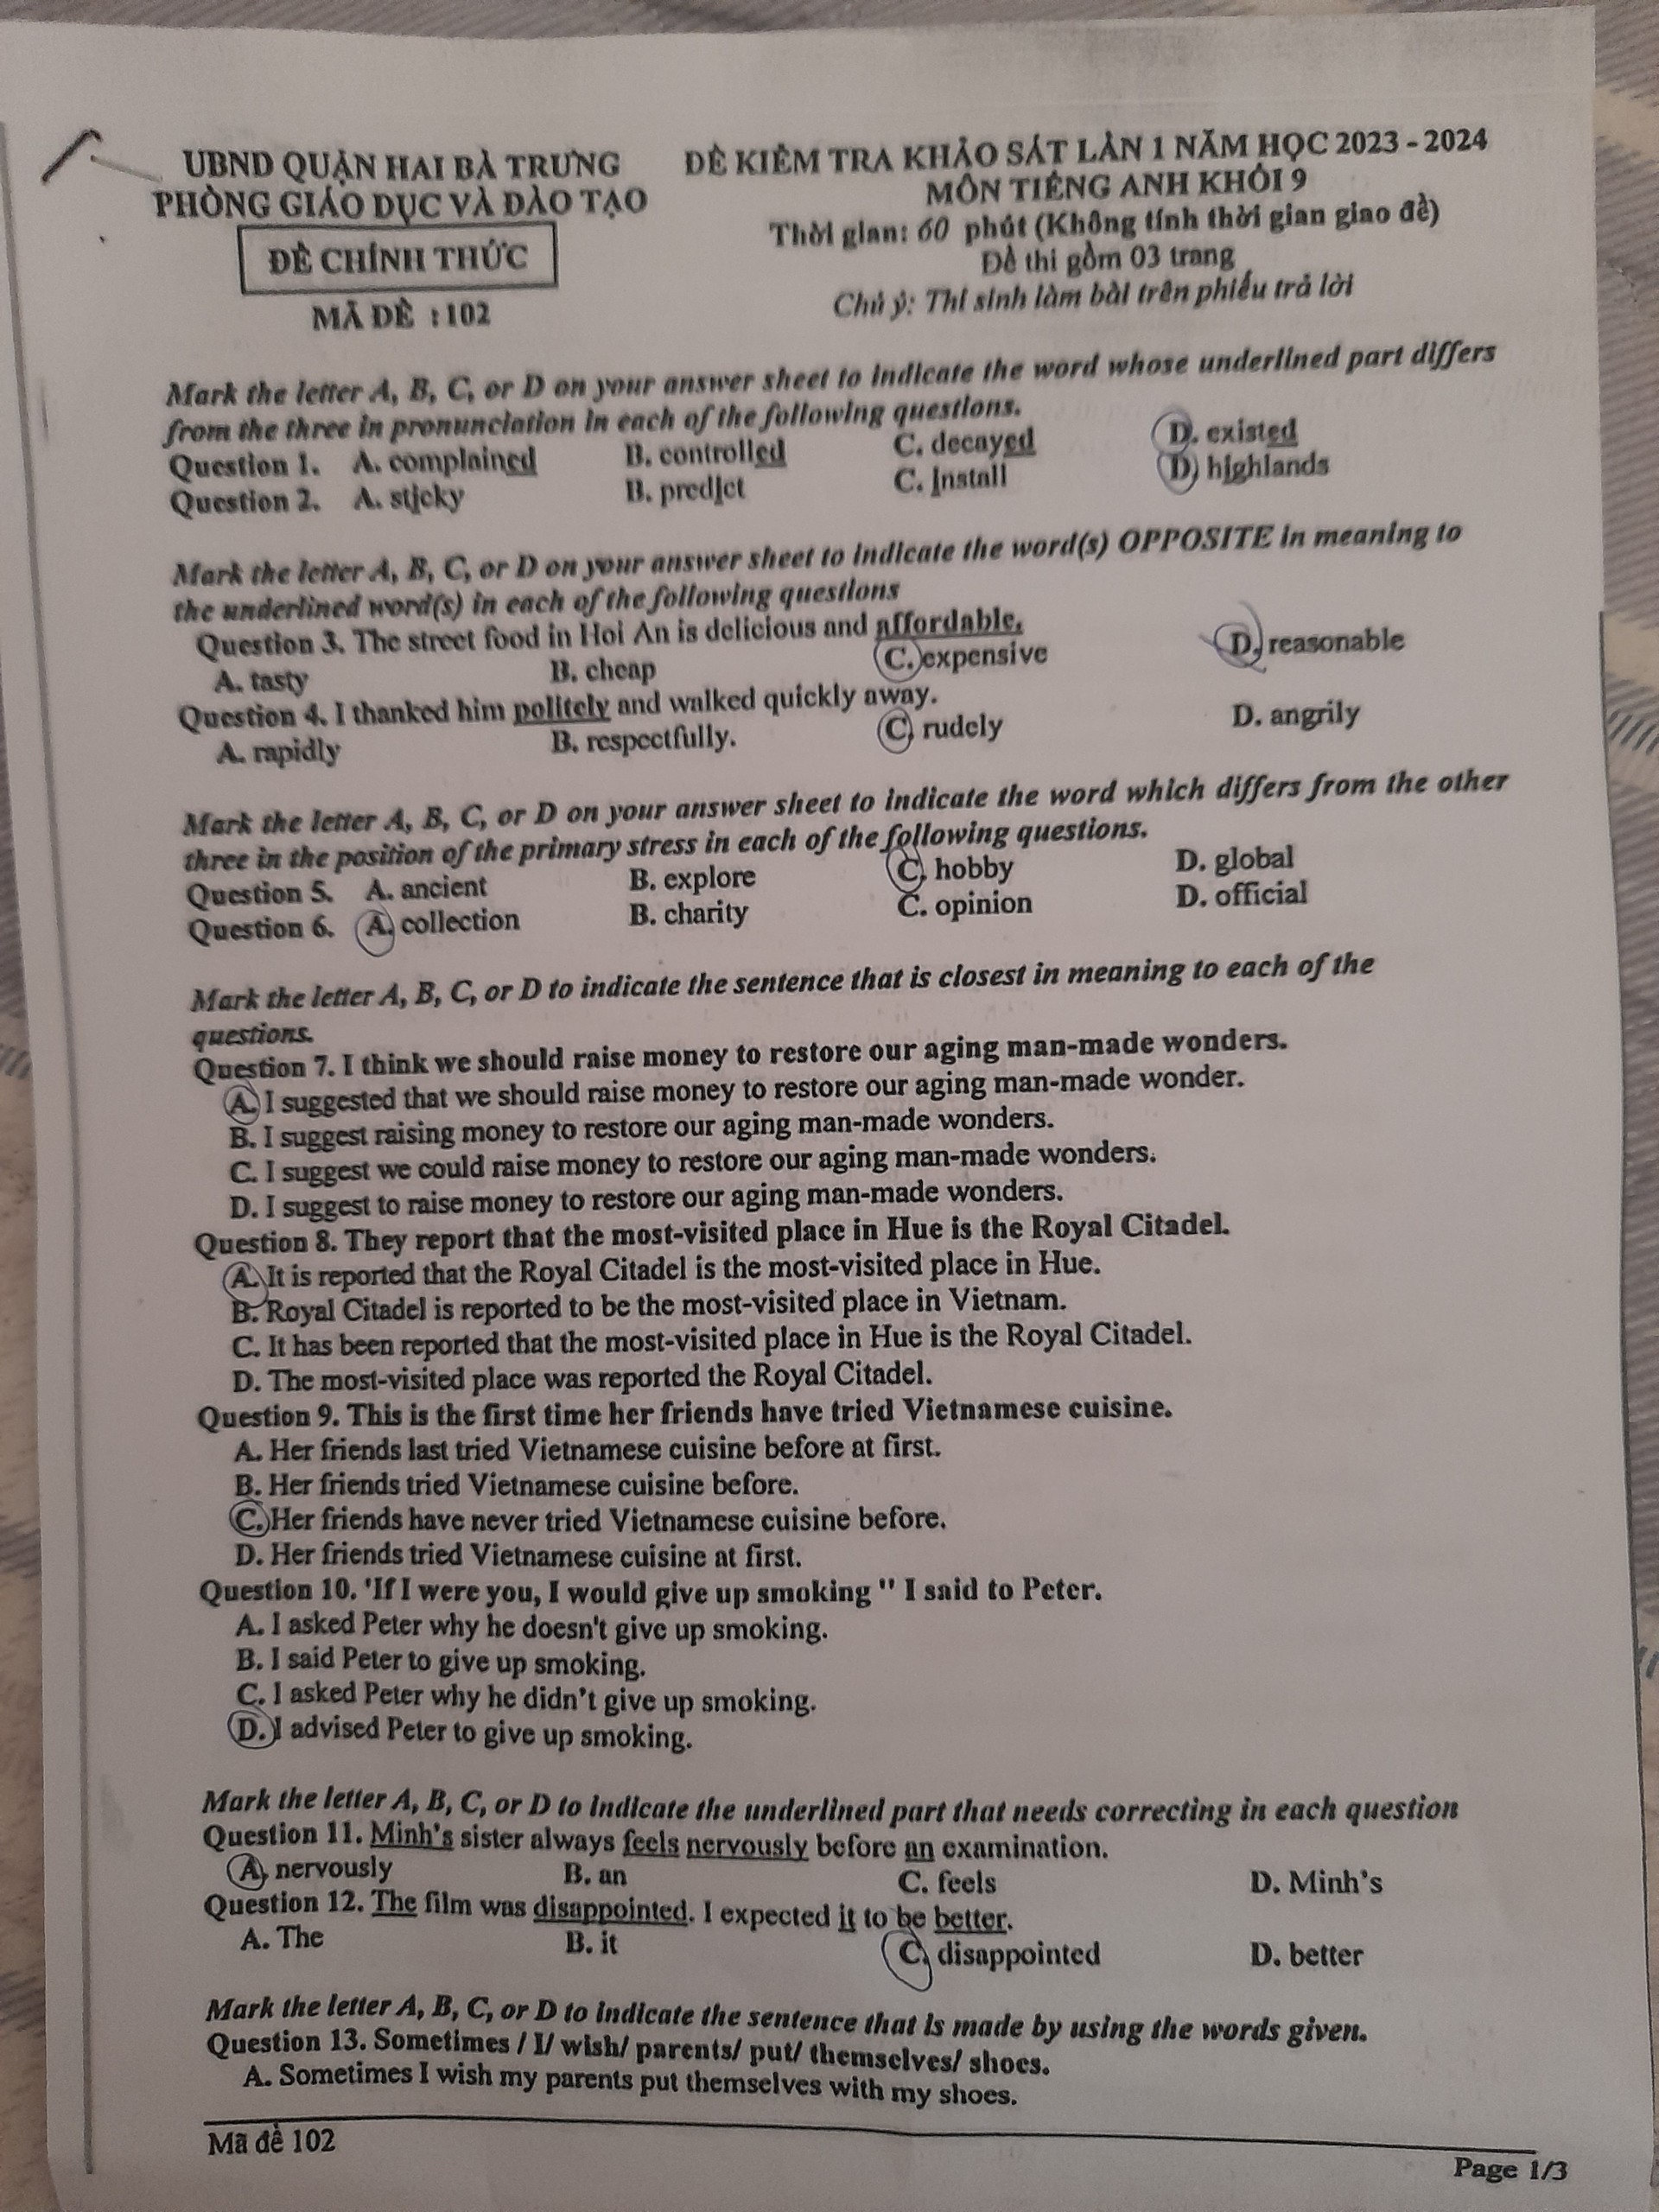 UBND QUẬN HAI BÀ TRƯNG
PHÒNG GIÁO DỤC VÀ ĐÀO TẠO
ĐỀ CHÍNH THỨC
MÃ ĐỀ : 102
ĐỀ KIỂM TRA KHẢO SÁT LẦN 1 NĂM HỌC 2023 - 2024
MÔN TIẾNG ANH KHỐI 9
Thời gian: 60 phút (Không tính thời gian giao đề)
Đề thi gồm 03 trang
Chú ý: Thí sinh làm bài trên phiếu trả lời
Mark the letter A, B, C, or D on your answer sheet to indicate the word whose underlined part differs
from the three in pronunciation in each of the following questions.
Question 1. A. complained B. controlled C. decayed D. existed
Question 2. A. sticky B. predict C. install D. highlands
Mark the letter A, B, C, or D on your answer sheet to indicate the word(s) OPPOSITE in meaning to
the underlined word(s) in each of the following questions
Question 3. The street food in Hoi An is delicious and affordable.
A. tasty B. cheap C. expensive D. reasonable
Question 4. I thanked him politely and walked quickly away.
A. rapidly B. respectfully. C. rudely D. angrily
Mark the letter A, B, C, or D on your answer sheet to indicate the word which differs from the other
three in the position of the primary stress in each of the following questions.
Question 5. A. ancient B. explore C. hobby D. global
Question 6. A. collection B. charity C. opinion D. official
Mark the letter A, B, C, or D to indicate the sentence that is closest in meaning to each of the
questions.
Question 7. I think we should raise money to restore our aging man-made wonders.
A. I suggested that we should raise money to restore our aging man-made wonder.
B. I suggest raising money to restore our aging man-made wonders.
C. I suggest we could raise money to restore our aging man-made wonders.
D. I suggest to raise money to restore our aging man-made wonders.
Question 8. They report that the most-visited place in Hue is the Royal Citadel.
A. It is reported that the Royal Citadel is the most-visited place in Hue.
B. Royal Citadel is reported to be the most-visited place in Vietnam.
C. It has been reported that the most-visited place in Hue is the Royal Citadel.
D. The most-visited place was reported the Royal Citadel.
Question 9. This is the first time her friends have tried Vietnamese cuisine.
A. Her friends last tried Vietnamese cuisine before at first.
B. Her friends tried Vietnamese cuisine before.
C. Her friends have never tried Vietnamese cuisine before.
D. Her friends tried Vietnamese cuisine at first.
Question 10. 'If I were you, I would give up smoking " I said to Peter.
A. I asked Peter why he doesn't give up smoking.
B. I said Peter to give up smoking.
C. I asked Peter why he didn't give up smoking.
D. I advised Peter to give up smoking.
Mark the letter A, B, C, or D to indicate the underlined part that needs correcting in each question
Question 11. Minh's sister always feels nervously before an examination.
A. nervously B. an C. feels D. Minh's
Question 12. The film was disappointed. I expected it to be better.
A. The B. it C. disappointed D. better
Mark the letter A, B, C, or D to indicate the sentence that is made by using the words given.
Question 13. Sometimes / I/ wish/ parents/ put/ themselves/ shoes.
A. Sometimes I wish my parents put themselves with my shoes.
Mã đề 102
Page 1/3